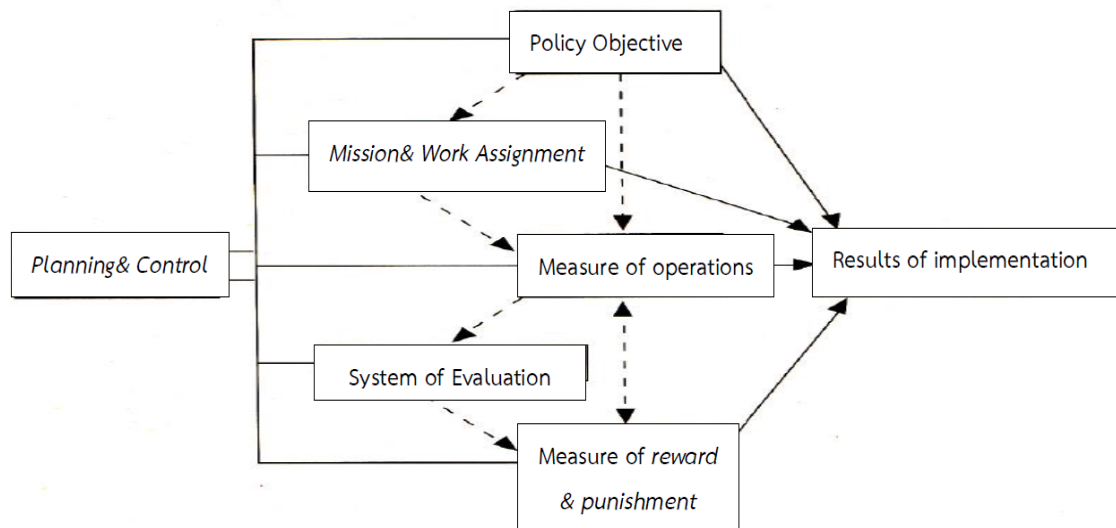 Policy Objective
Mission& Work Assignment
Planning& Control
Measure of operations
Results of implementation
System of Evaluation
Measure of reward
& punishment